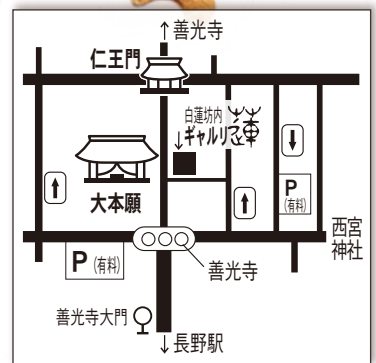 ↑善光寺
仁王門
白蓮坊内
↓ギャルリ蓮
大本願
P
(有料)
西宮
神社
P(有料)
善光寺
善光寺大門
↓長野駅